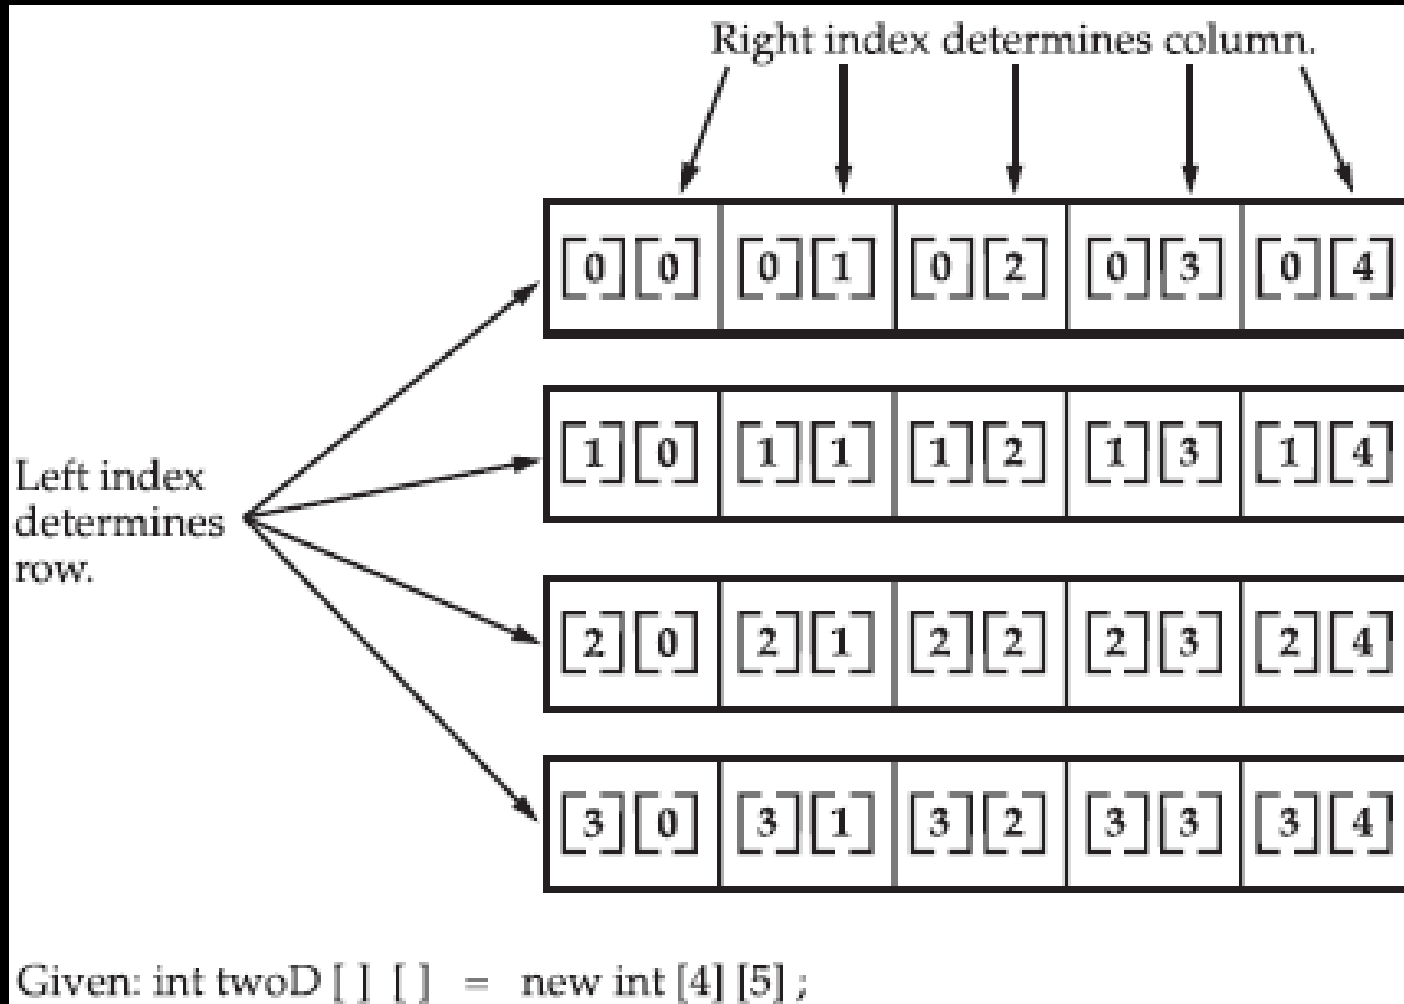 Right index determines column.
[0][0] [0][1] [0][2] [0][3] [0][4]
[1][0] [1][1] [1][2] [1][3] [1][4]
Left index
determines
row.
[2][0] [2][1] [2][2] [2][3] [2][4]
[3][0] [3][1] [3][2] [3][3] [3][4]
Given: int twoD [ ] [ ] = new int [4] [5] ;